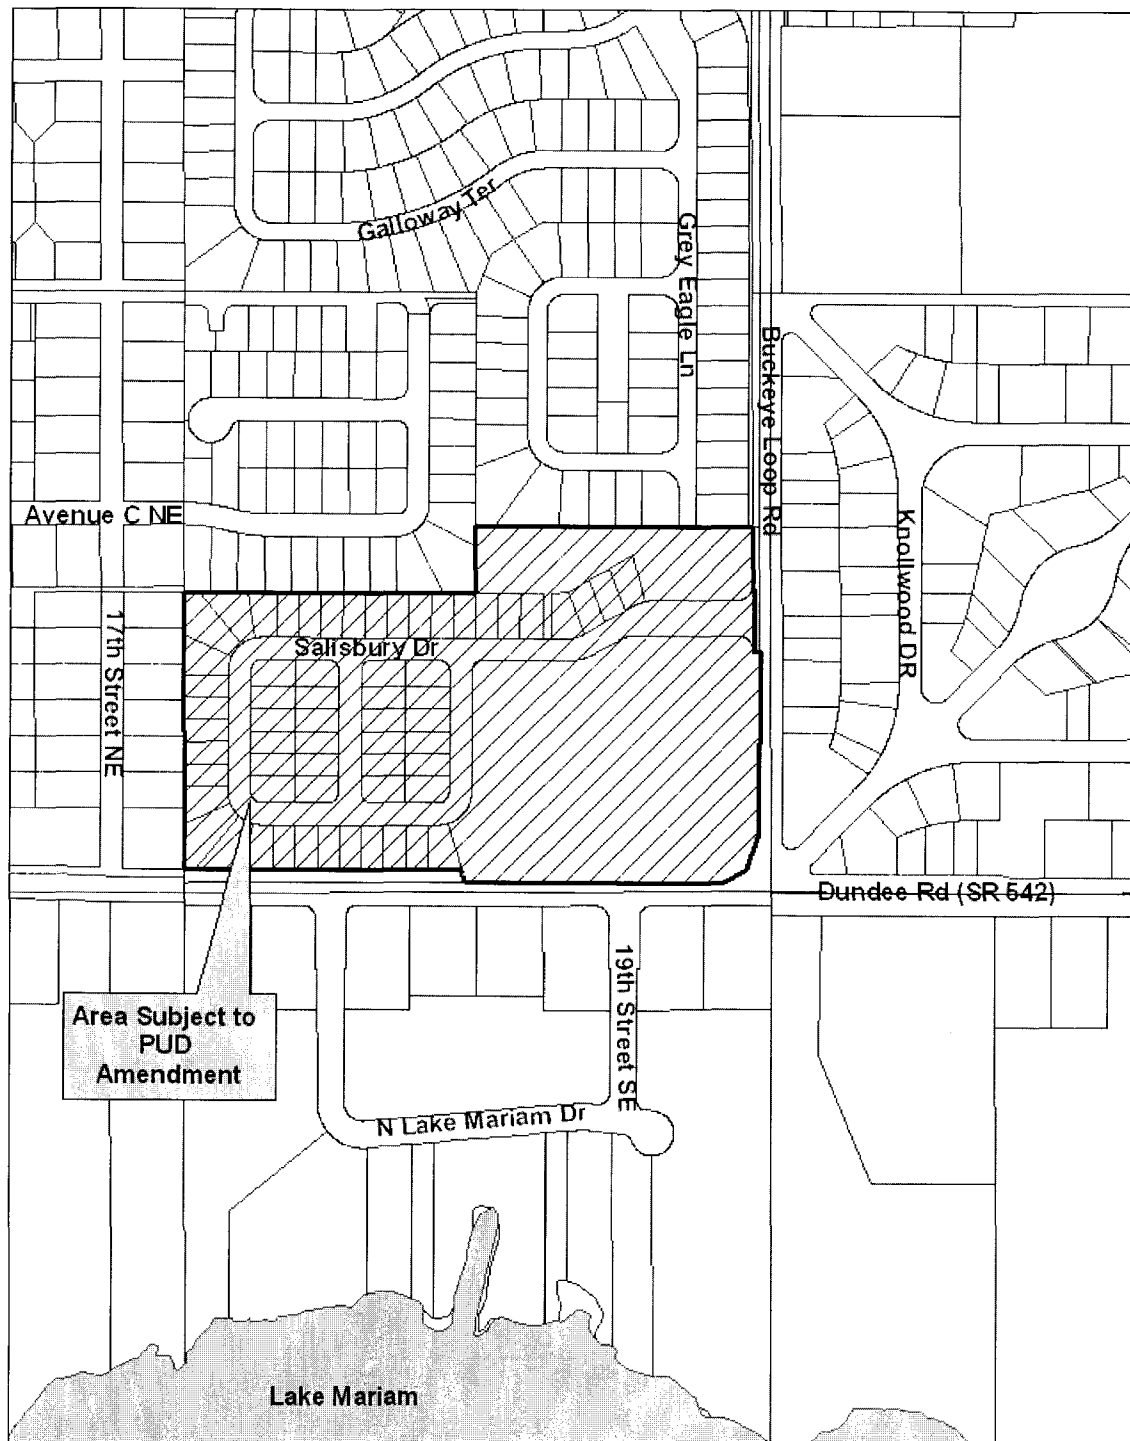 Galloway Ter
Grey Eagle Ln
Buckeye Loop Rd
Avenue C NE
Knollwood DR
17th Street NE
Salisbury Dr
Dundee Rd (SR 542)
19th Street SE
Area Subject to
PUD
Amendment
N Lake Mariam Dr
Lake Mariam